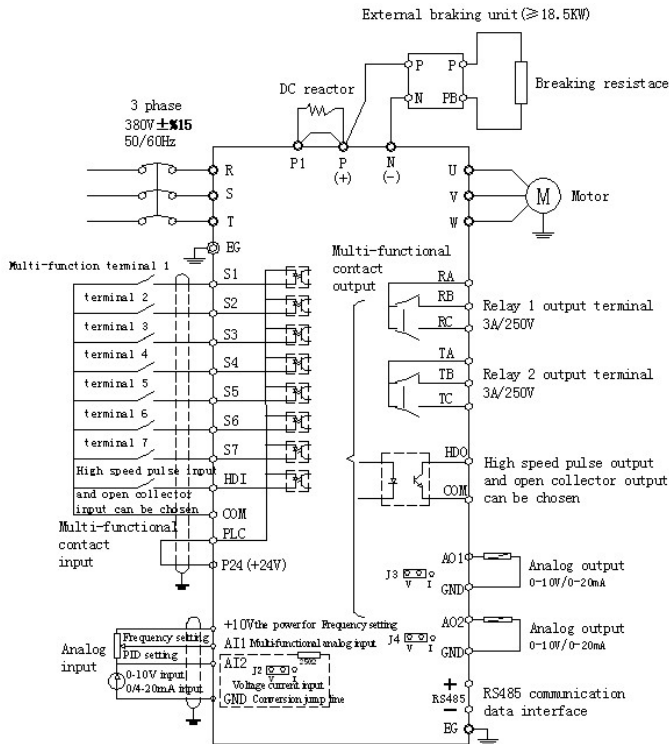 External braking unit(≥18.5KW)
P P
N PB
Breaking resistace
DC reactor
3 phase
380V±%15
50/60Hz
P1 P N
(+) (-)
R
S
T
EG
U
V
W
M
Motor
Multi-functional
contact
output
Multi-function terminal 1
terminal 2
terminal 3
terminal 4
terminal 5
terminal 6
terminal 7
High speed pulse input
and open collector
input can be chosen
Multi-functional
contact
input
S1
S2
S3
S4
S5
S6
S7
HDI
COM
PLC
P24(+24V)
RA
RB
RC
Relay 1 output terminal
3A/250V
TA
TB
TC
Relay 2 output terminal
3A/250V
HDO
COM
High speed pulse output
and open collector output
can be chosen
AO1
J3
V I
GND
Analog output
0-10V/0-20mA
AO2
J4
V I
GND
Analog output
0-10V/0-20mA
+
RS485
-
RS485 communication
data interface
EG
Analog
input
Frequency setting
PID setting
0-10V input
0/4-20mA input
+10V the power for Frequency setting
AI1 Multifunctional analog input
AI2
J2
V I
Voltage current input
GND Conversion jump line